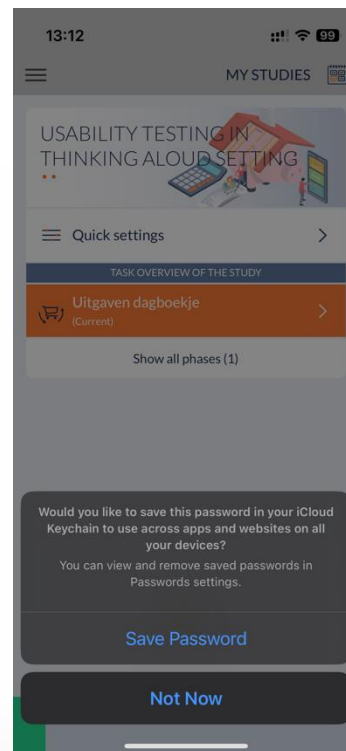 13:12
99
MY STUDIES
USABILITY TESTING IN
THINKING ALOUD SETTING
Quick settings
TASK OVERVIEW OF THE STUDY
Uitgaven dagboekje
(Current)
Show all phases (1)
Would you like to save this password in your iCloud
Keychain to use across apps and websites on all
your devices?
You can view and remove saved passwords in
Passwords settings.
Save Password
Not Now